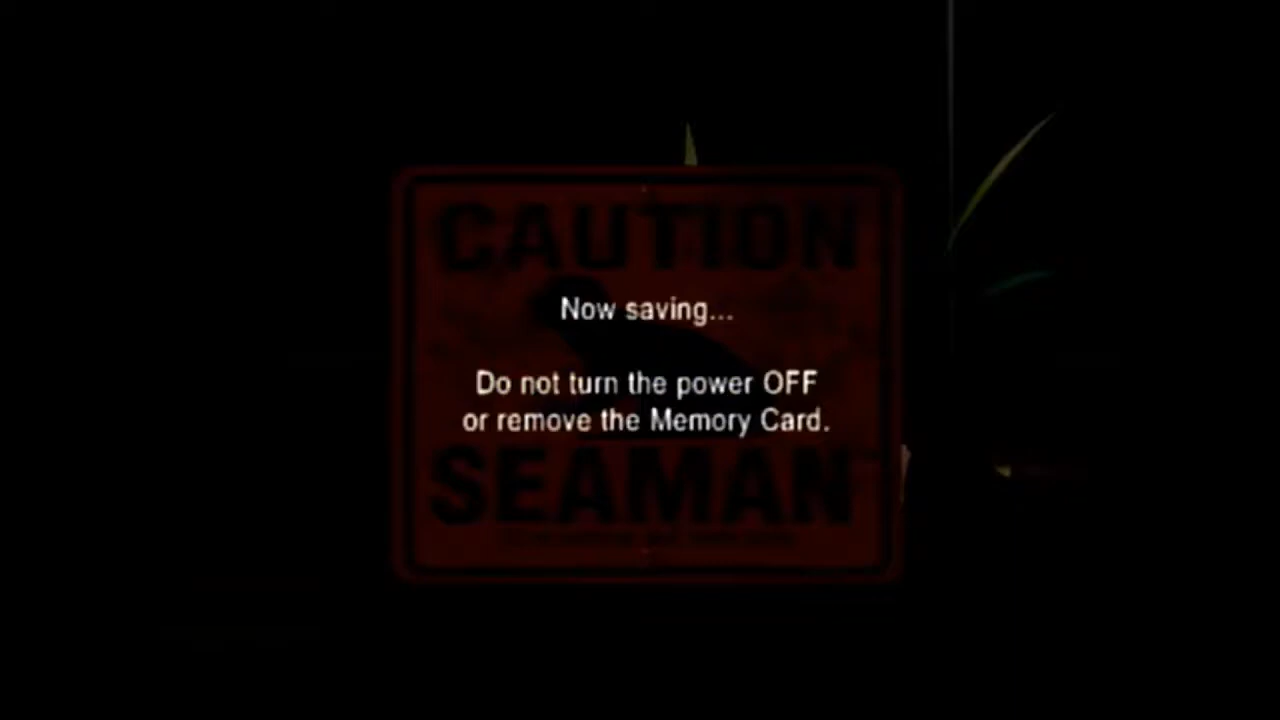 CAUTION
Now saving...
Do not turn the power OFF
or remove the Memory Card.
SEAMAN